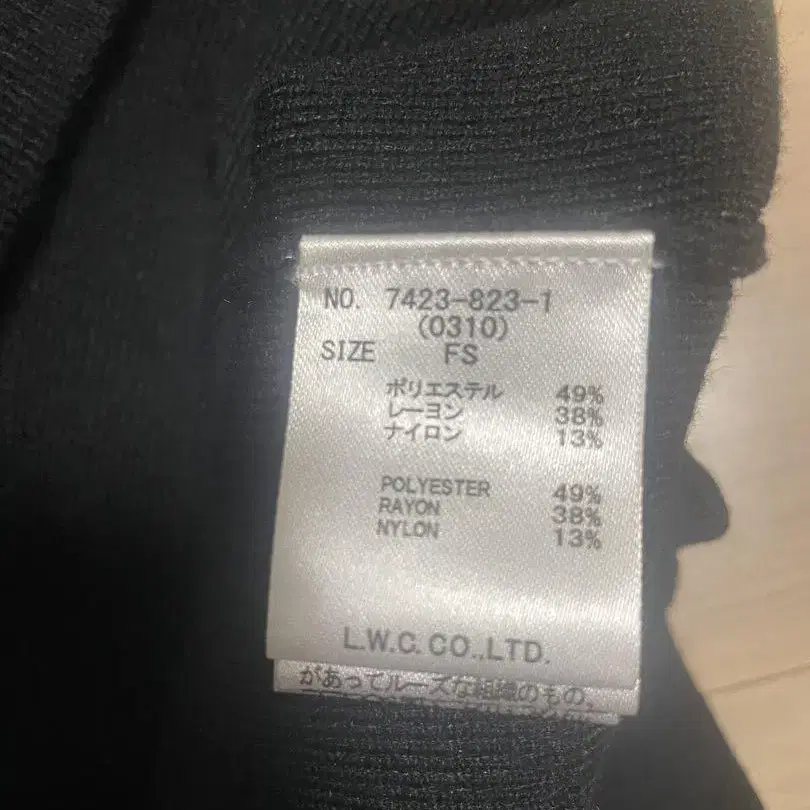 NO. 7423-823-1
(0310)
SIZE FS
ポリエステル 49%
レーヨン 38%
ナイロン 13%
POLYESTER 49%
RAYON 38%
NYLON 13%
L.W.C.CO.,LTD.
があってルーズな組織のもの、